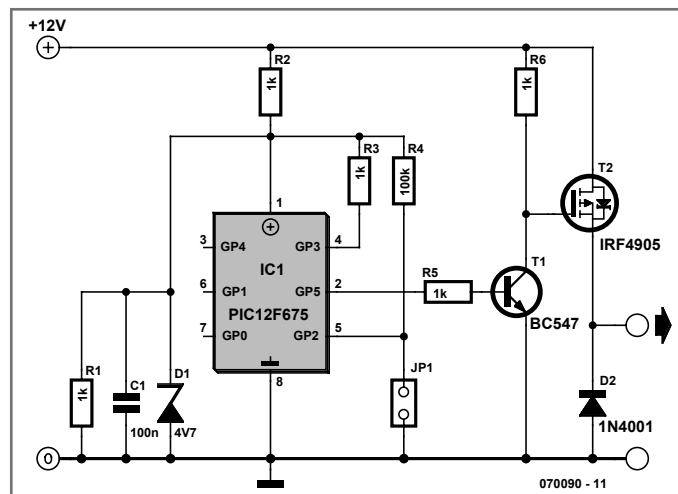 +12V
R2
1k
R6
1k
R3
1k
R4
100k
T2
IRF4905
1
3
GP4
GP3
4
IC1
6
GP1
GP5
2
R5
1k
T1
BC547
PIC12F675
7
GP0
GP2
5
8
R1
1k
C1
100n
D1
4V7
JP1
D2
1N4001
0
070090 - 11